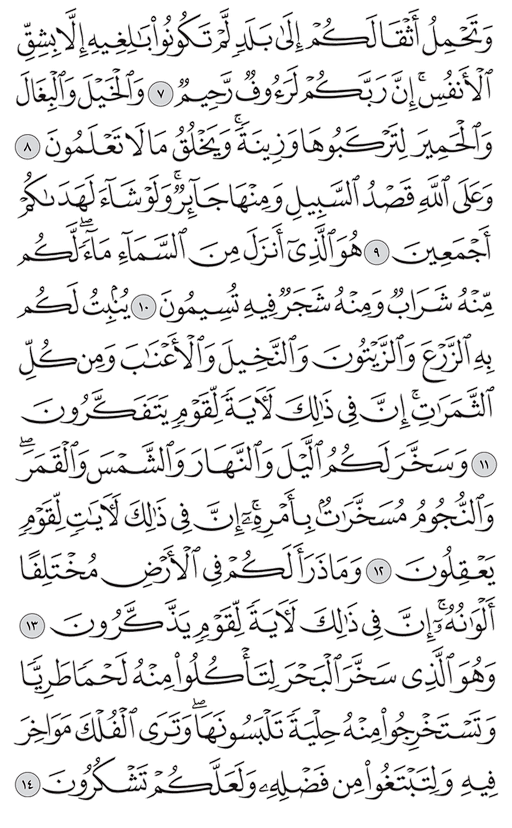 وَتَحْمِلُ أَثْقَالَكُمْ إِلَىٰ بَلَدٍ لَّمْ تَكُونُوا۟ بَـٰلِغِيهِ إِلَّا بِشِقِّ
ٱلْأَنفُسِ ۚ إِنَّ رَبَّكُمْ لَرَءُوفٌ رَّحِيمٌ ٧ وَٱلْخَيْلَ وَٱلْبِغَالَ
وَٱلْحَمِيرَ لِتَرْكَبُوهَا وَزِينَةً ۚ وَيَخْلُقُ مَا لَا تَعْلَمُونَ ٨
وَعَلَى ٱللَّهِ قَصْدُ ٱلسَّبِيلِ وَمِنْهَا جَآئِرٌ ۚ وَلَوْ شَآءَ لَهَدَىٰكُمْ
أَجْمَعِينَ ٩ هُوَ ٱلَّذِىٓ أَنزَلَ مِنَ ٱلسَّمَآءِ مَآءً ۖ لَّكُم
مِّنْهُ شَرَابٌ وَمِنْهُ شَجَرٌ فِيهِ تُسِيمُونَ ١٠ يُنۢبِتُ لَكُم
بِهِ ٱلزَّرْعَ وَٱلزَّيْتُونَ وَٱلنَّخِيلَ وَٱلْأَعْنَـٰبَ وَمِن كُلِّ
ٱلثَّمَرَٰتِ ۗ إِنَّ فِى ذَٰلِكَ لَـَٔايَةً لِّقَوْمٍ يَتَفَكَّرُونَ
١١ وَسَخَّرَ لَكُمُ ٱلَّيْلَ وَٱلنَّهَارَ وَٱلشَّمْسَ وَٱلْقَمَرَ ۖ
وَٱلنُّجُومُ مُسَخَّرَٰتٌۢ بِأَمْرِهِۦٓ ۗ إِنَّ فِى ذَٰلِكَ لَـَٔايَـٰتٍ لِّقَوْمٍ
يَعْقِلُونَ ١٢ وَمَا ذَرَأَ لَكُمْ فِى ٱلْأَرْضِ مُخْتَلِفًا
أَلْوَٰنُهُۥٓ ۗ إِنَّ فِى ذَٰلِكَ لَـَٔايَةً لِّقَوْمٍ يَذَّكَّرُونَ ١٣
وَهُوَ ٱلَّذِى سَخَّرَ ٱلْبَحْرَ لِتَأْكُلُوا۟ مِنْهُ لَحْمًا طَرِيًّا
وَتَسْتَخْرِجُوا۟ مِنْهُ حِلْيَةً تَلْبَسُونَهَا ۖ وَتَرَى ٱلْفُلْكَ مَوَاخِرَ
فِيهِ وَلِتَبْتَغُوا۟ مِن فَضْلِهِۦ وَلَعَلَّكُمْ تَشْكُرُونَ ١٤